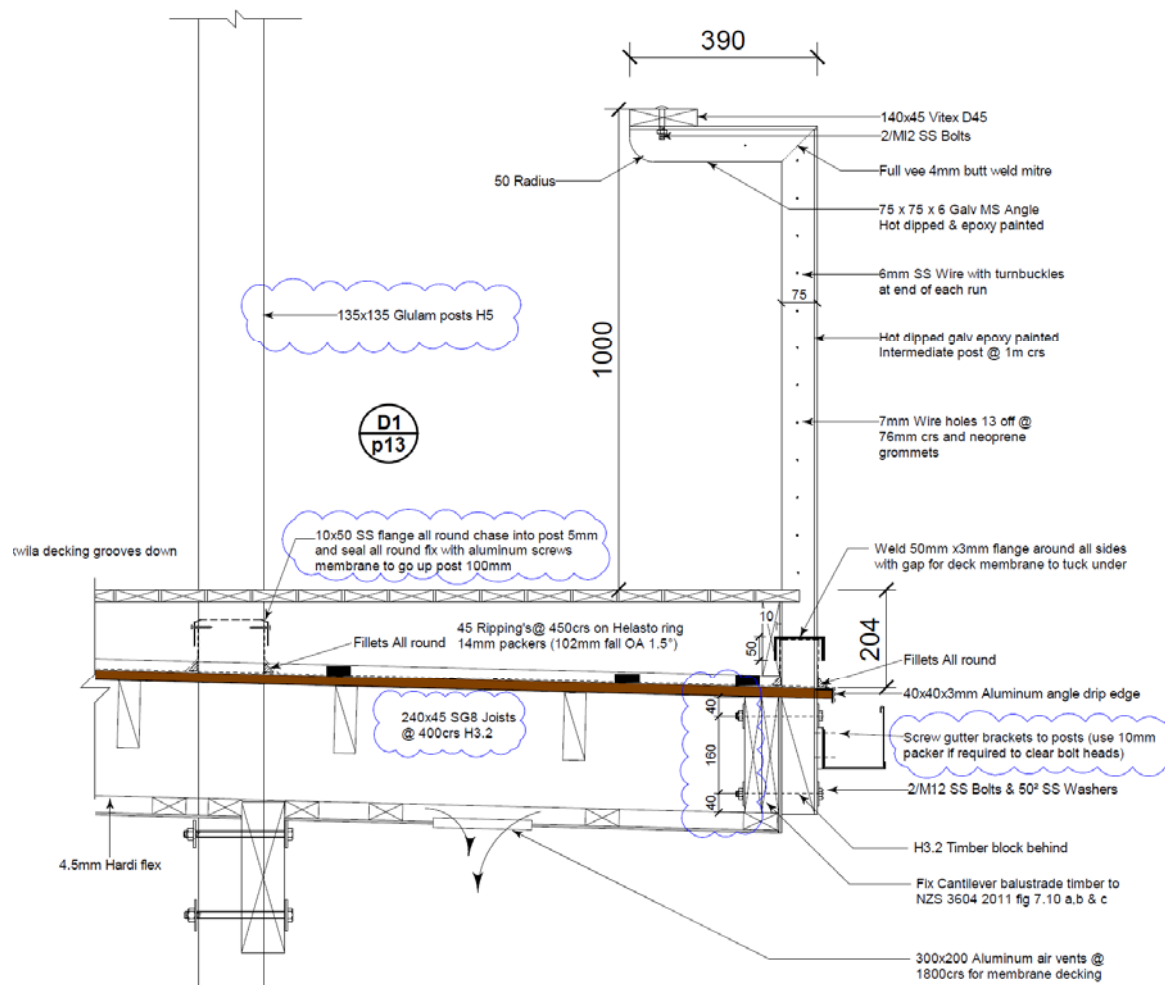 390
140x45 Vitex D45
2/MI2 SS Bolts
50 Radius
Full vee 4mm butt weld mitre
75 x 75 x 6 Galv MS Angle
Hot dipped & epoxy painted
6mm SS Wire with turnbuckles
at end of each run
75
135x135 Glulam posts H5
1000
Hot dipped galv epoxy painted
Intermediate post @ 1m crs
D1
p13
7mm Wire holes 13 off @
76mm crs and neoprene
grommets
10x50 SS flange all round chase into post 5mm
and seal all round fix with aluminum screws
membrane to go up post 100mm
decking grooves down
Weld 50mm x3mm flange around all sides
with gap for deck membrane to tuck under
10
50
204
45 Ripping's@ 450crs on Helasto ring
14mm packers (102mm fall OA 1.5°)
Fillets All round
Fillets All round
40x40x3mm Aluminum angle drip edge
240x45 SG8 Joists
@ 400crs H3.2
40
160
40
Screw gutter brackets to posts (use 10mm
packer if required to clear bolt heads)
2/M12 SS Bolts & 50² SS Washers
4.5mm Hardi flex
H3.2 Timber block behind
Fix Cantilever balustrade timber to
NZS 3604 2011 fig 7.10 a,b & c
300x200 Aluminum air vents @
1800crs for membrane decking